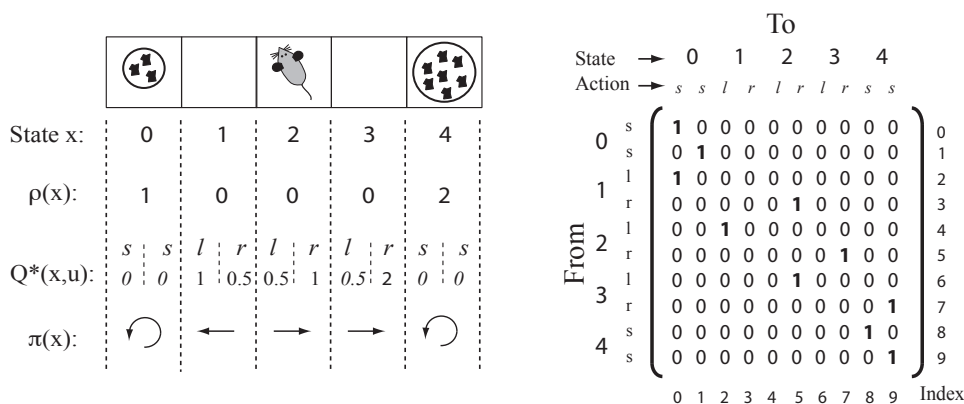 State x: 0 1 2 3 4
ρ(x): 1 0 0 0 2
s s l r l r l r s s
Q*(x,u): 0 0 1 0.5 0.5 1 0.5 2 0 0
π(x):
To
State 0 1 2 3 4
Action s s l r l r l r s s
From
0 s 1 0 0 0 0 0 0 0 0 0 0
s 0 1 0 0 0 0 0 0 0 0 1
1 l 1 0 0 0 0 0 0 0 0 0 2
r 0 0 0 0 0 1 0 0 0 0 3
2 l 0 0 1 0 0 0 0 0 0 0 4
r 0 0 0 0 0 0 0 1 0 0 5
3 l 0 0 0 0 0 1 0 0 0 0 6
r 0 0 0 0 0 0 0 0 0 1 7
4 s 0 0 0 0 0 0 0 0 1 0 8
s 0 0 0 0 0 0 0 0 0 1 9
0 1 2 3 4 5 6 7 8 9 Index